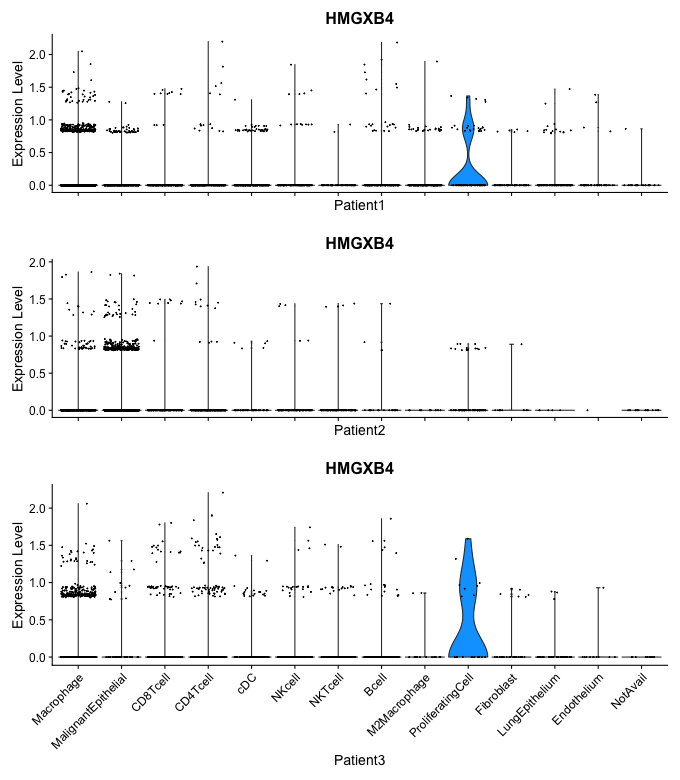 HMGXB4
Expression Level
2.0
1.5
1.0
0.5
0.0
Patient1
HMGXB4
Expression Level
2.0
1.5
1.0
0.5
0.0
Patient2
HMGXB4
Expression Level
2.0
1.5
1.0
0.5
0.0
Macrophage
MalignantEpithelial
CD8Tcell
CD4Tcell
cDC
NKcell
NKTcell
Bcell
M2Macrophage
ProliferatingCell
Fibroblast
LungEpithelium
Endothelium
NotAvail
Patient3